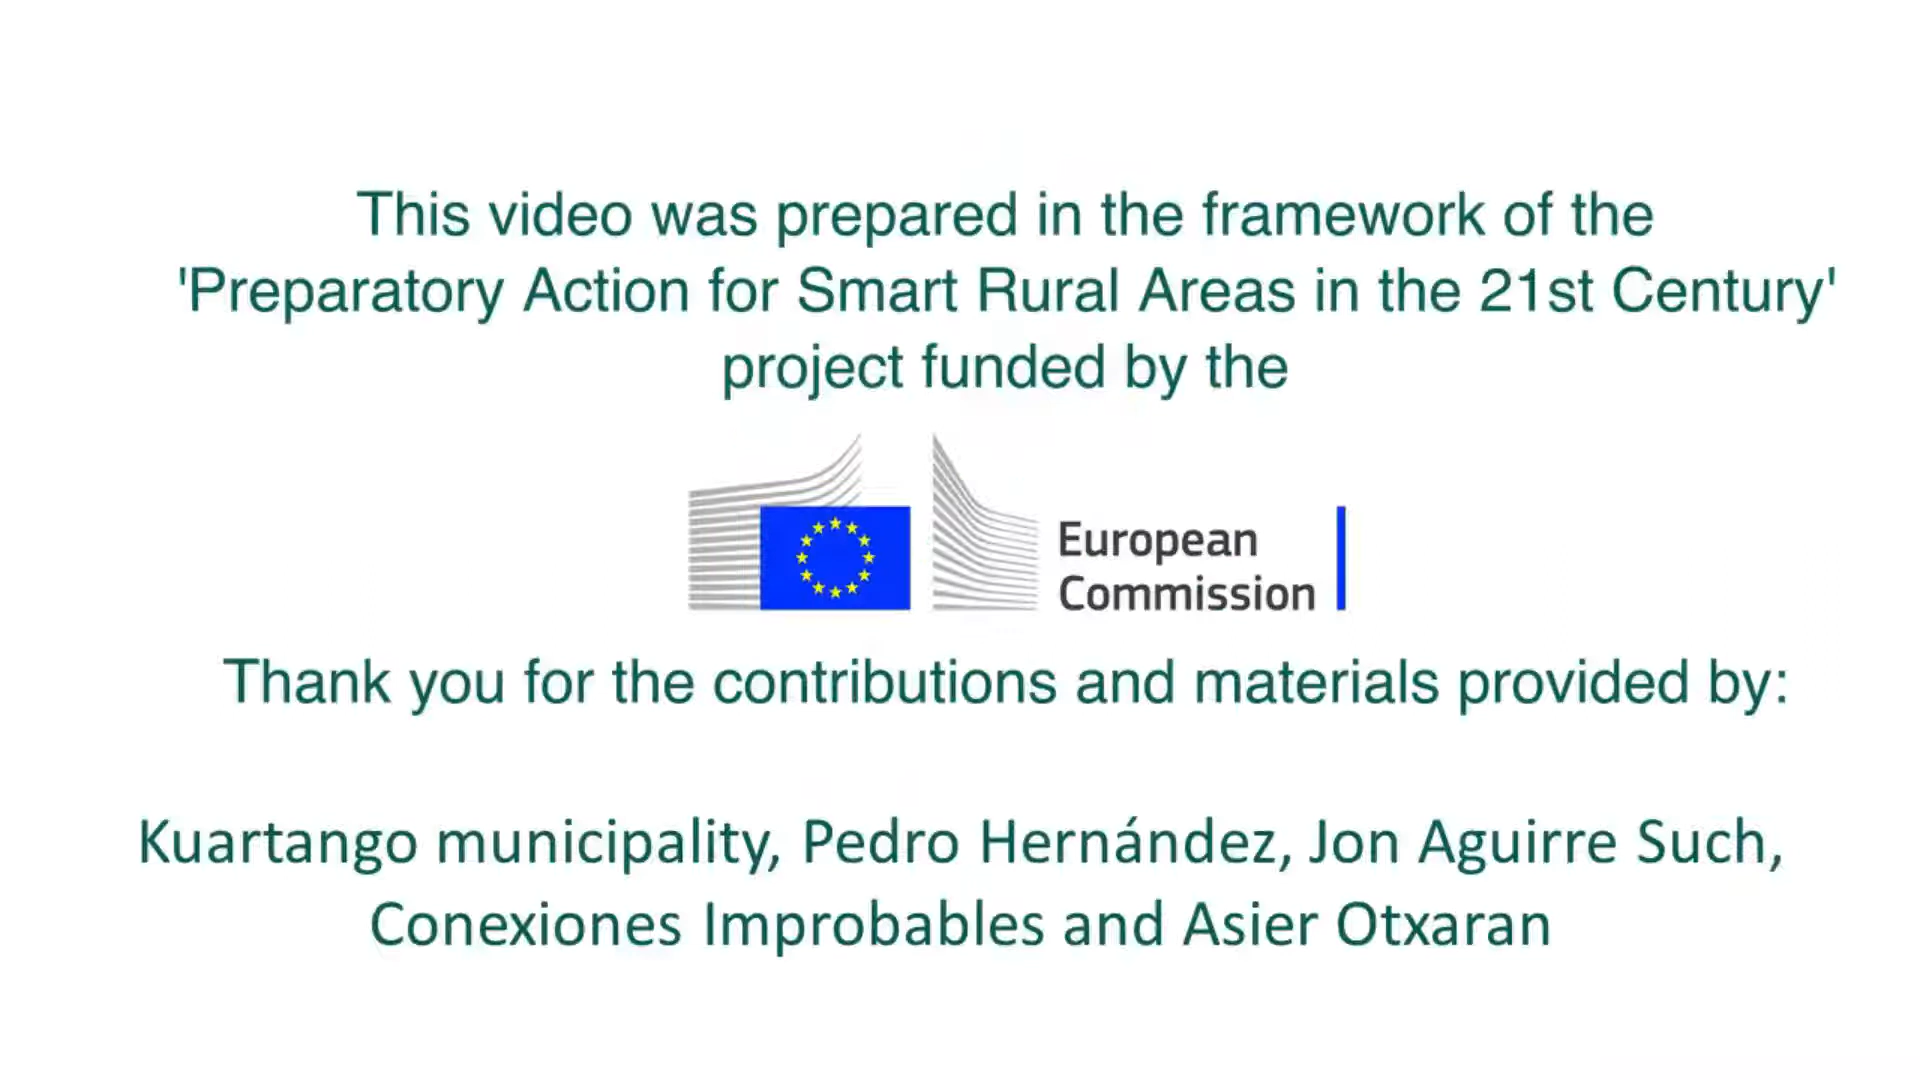 This video was prepared in the framework of the
'Preparatory Action for Smart Rural Areas in the 21st Century'
project funded by the
European
Commission
Thank you for the contributions and materials provided by:
Kuartango municipality, Pedro Hernández, Jon Aguirre Such,
Conexiones Improbables and Asier Otxaran